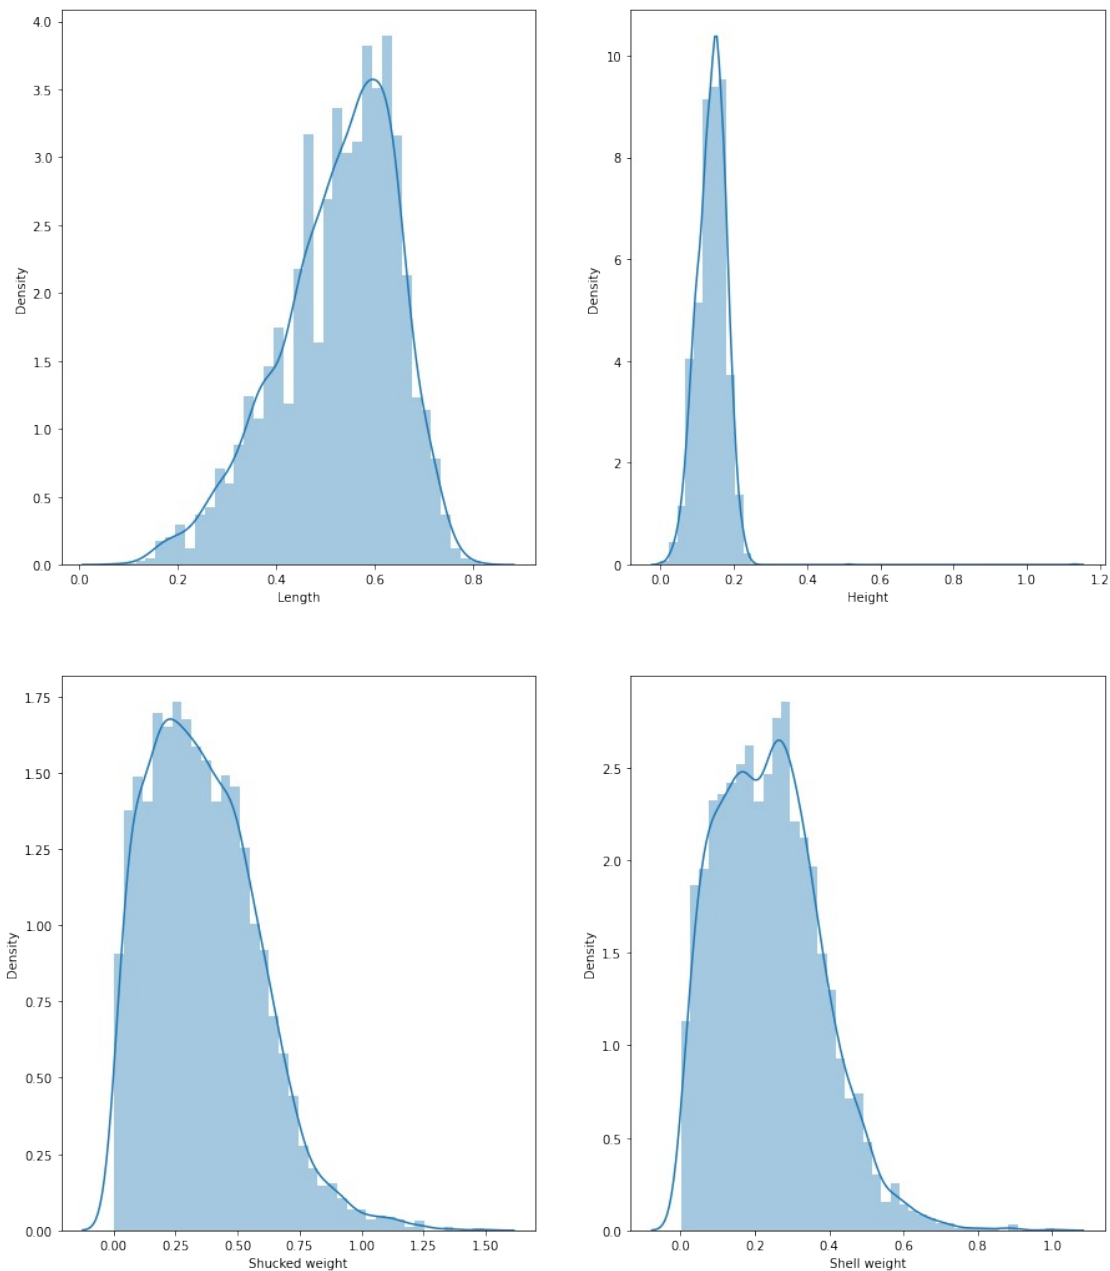 4.0
3.5
3.0
2.5
2.0
1.5
1.0
0.5
0.0
Density
0.0 0.2 0.4 0.6 0.8
Length
10
8
6
4
2
0
Density
0.0 0.2 0.4 0.6 0.8 1.0 1.2
Height
1.75
1.50
1.25
1.00
0.75
0.50
0.25
0.00
Density
0.00 0.25 0.50 0.75 1.00 1.25 1.50
Shucked weight
2.5
2.0
1.5
1.0
0.5
0.0
Density
0.0 0.2 0.4 0.6 0.8 1.0
Shell weight